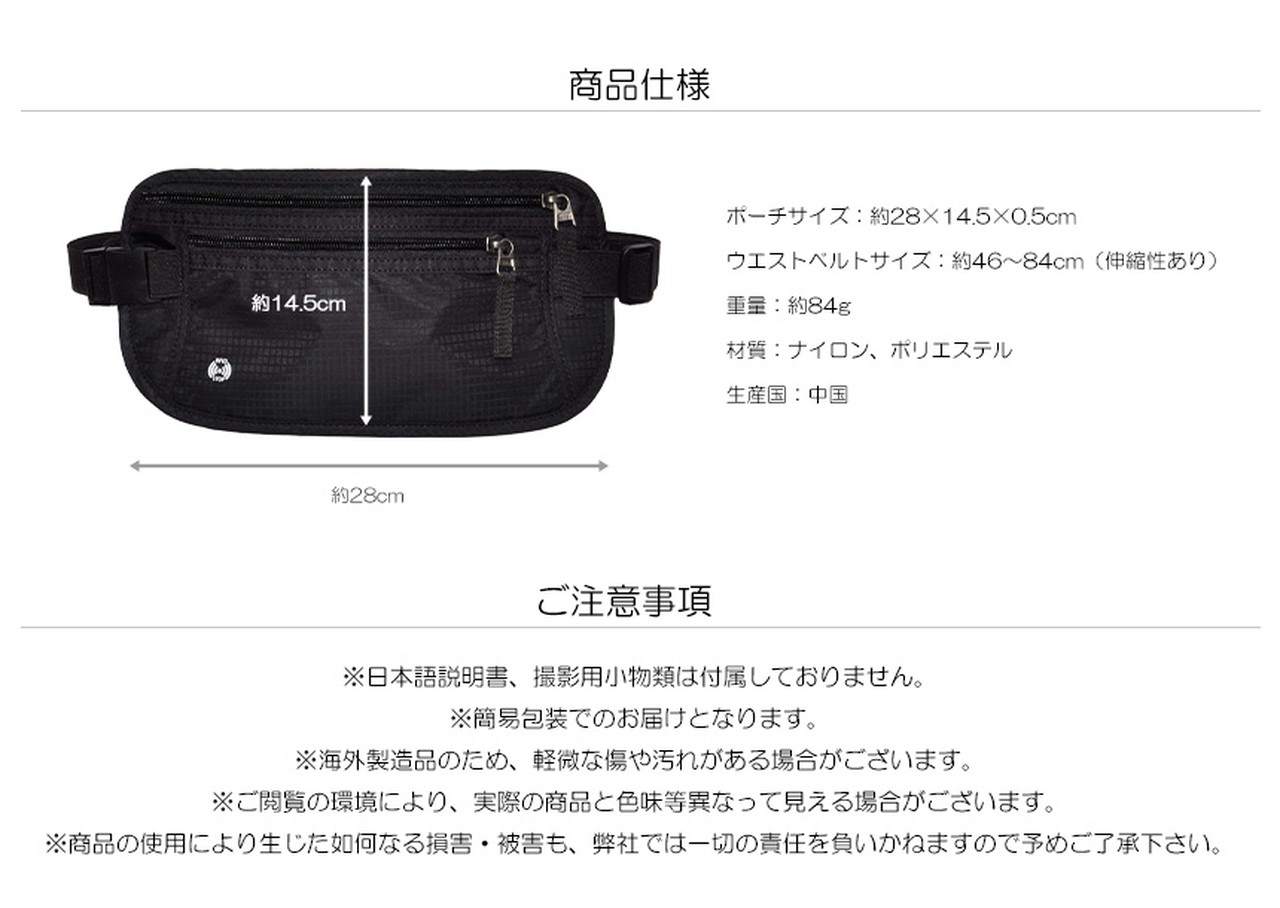 商品仕様
約14.5cm
約28cm
ポーチサイズ：約28×14.5×0.5cm
ウエストベルトサイズ：約46〜84cm（伸縮性あり）
重量：約84g
材質：ナイロン、ポリエステル
生産国：中国
ご注意事項
※日本語説明書、撮影用小物類は付属しておりません。
※簡易包装でのお届けとなります。
※海外製造品のため、軽微な傷や汚れがある場合がございます。
※ご閲覧の環境により、実際の商品と色味等異なって見える場合がございます。
※商品の使用により生じた如何なる損害・被害も、弊社では一切の責任を負いかねますので予めご了承下さい。